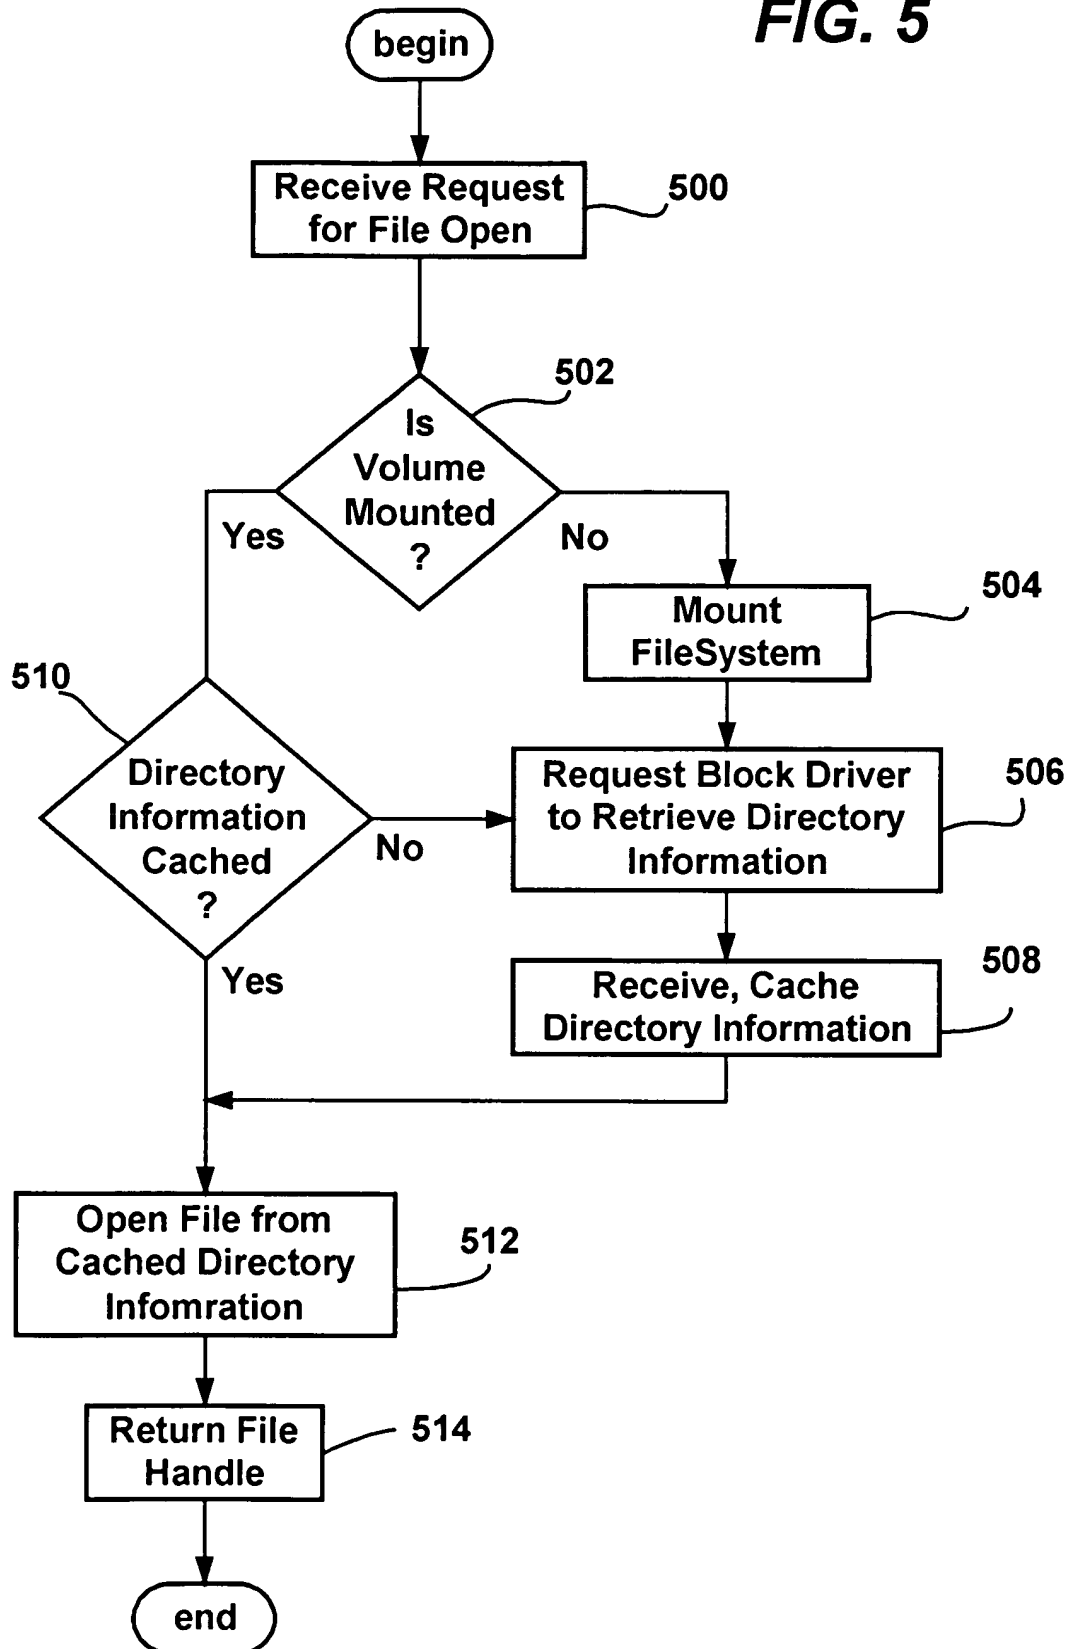 FIG. 5
begin
Receive Request
for File Open
500
502
Is
Volume
Mounted
?
Yes
No
504
Mount
FileSystem
510
Directory
Information
Cached
?
No
Yes
506
Request Block Driver
to Retrieve Directory
Information
508
Receive, Cache
Directory Information
Open File from
Cached Directory
Infomration
512
Return File
Handle
514
end